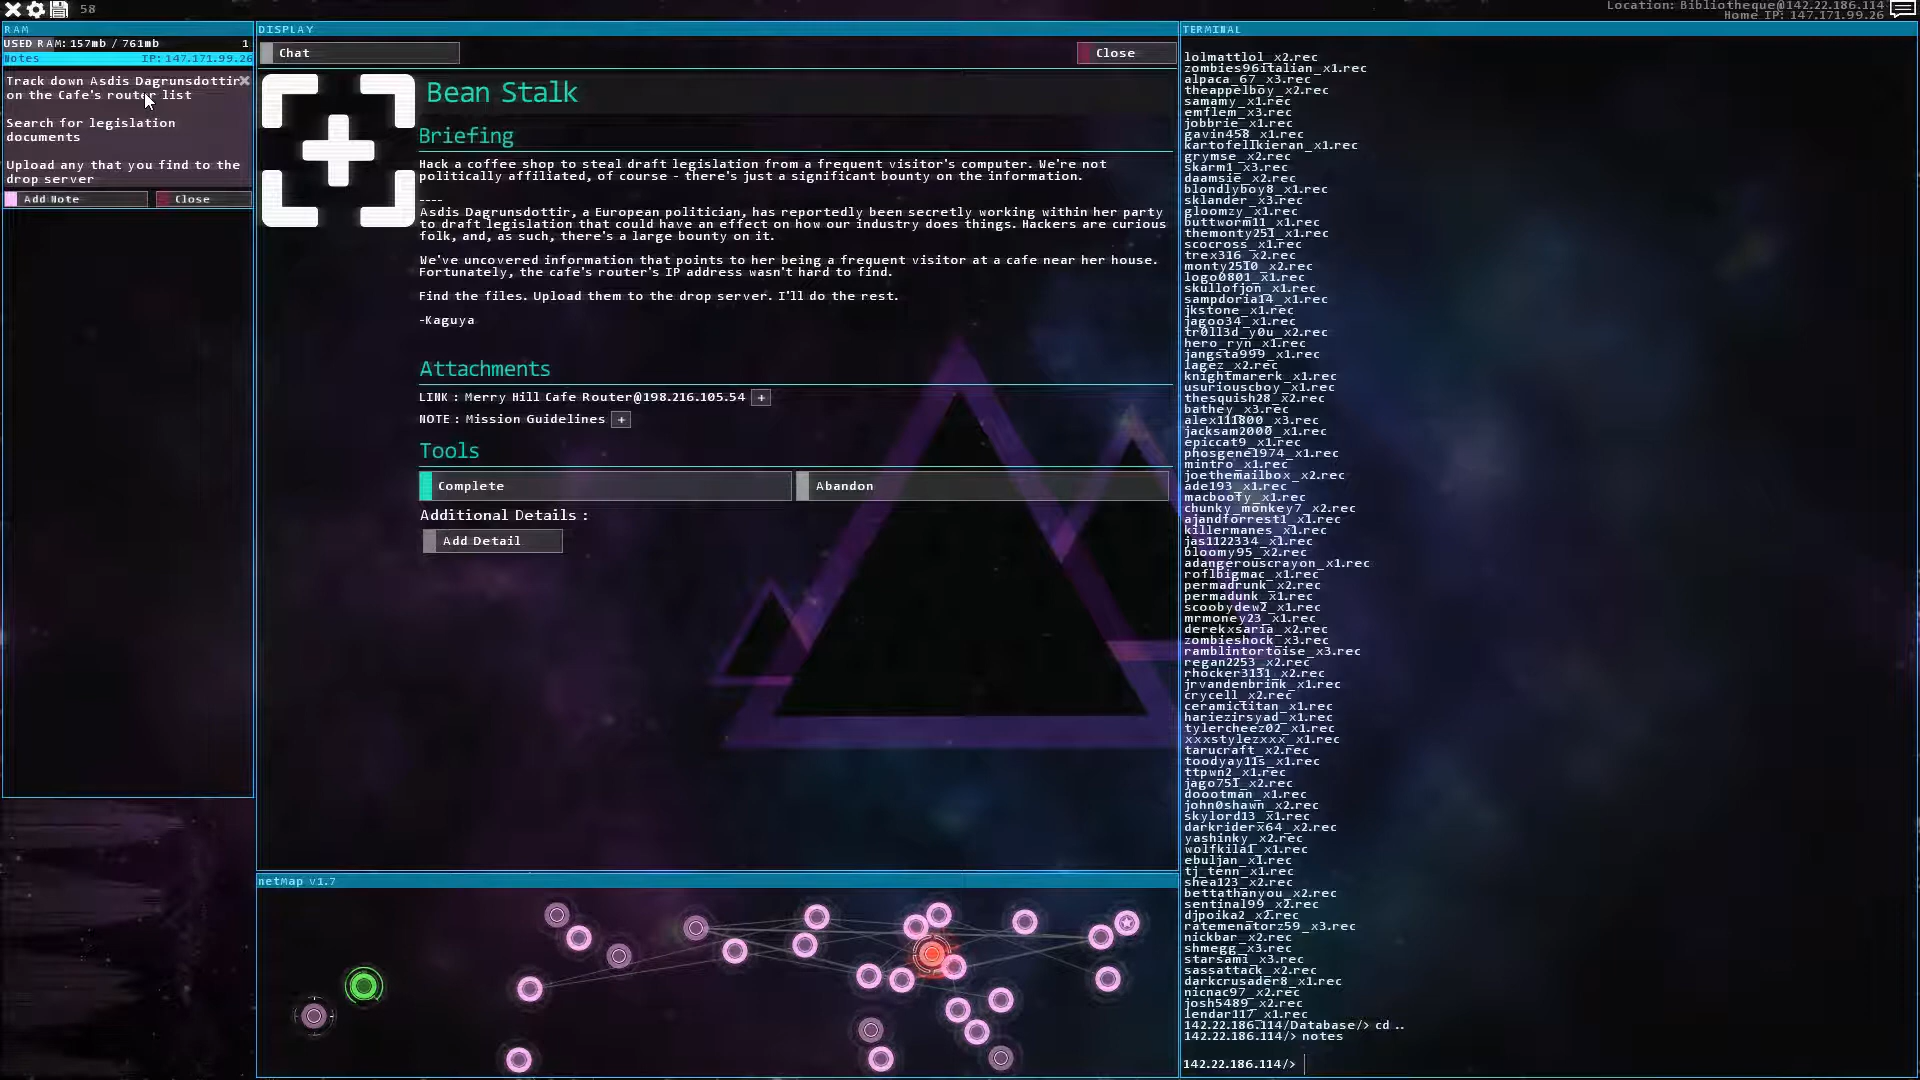 58
Location: Bibliotheque@142.22.186.114
Home IP: 147.171.99.26
RAM
USED RAM: 157mb / 761mb 1
Notes IP: 147.171.99.26
Track down Asdis Dagrunsdottir
on the Cafe's router list
Search for legislation
documents
Upload any that you find to the
drop server
Add Note Close
DISPLAY
Chat Close
Bean Stalk
Briefing
Hack a coffee shop to steal draft legislation from a frequent visitor's computer. We're not
politically affiliated, of course - there's just a significant bounty on the information.
----
Asdis Dagrunsdottir, a European politician, has reportedly been secretly working within her party
to draft legislation that could have an effect on how our industry does things. Hackers are curious
folk, and, as such, there's a large bounty on it.
We've uncovered information that points to her being a frequent visitor at a cafe near her house.
Fortunately, the cafe's router's IP address wasn't hard to find.
Find the files. Upload them to the drop server. I'll do the rest.
-Kaguya
Attachments
LINK : Merry Hill Cafe Router@198.216.105.54 +
NOTE : Mission Guidelines +
Tools
Complete Abandon
Additional Details :
Add Detail
netMap v1.7
TERMINAL
lolmattlol_x2.rec
zombies96italian_x1.rec
alpaca_67_x3.rec
theappelboy_x2.rec
samamy_x1.rec
emflem_x3.rec
jobbrie_x1.rec
gavin458_x1.rec
kartofellkieran_x1.rec
grymse_x2.rec
skarm1_x3.rec
daamsie_x2.rec
blondlyboy8_x1.rec
sklander_x3.rec
gloomzy_x2.rec
buttworm11_x1.rec
themonty251_x1.rec
scocross_x1.rec
trex316_x2.rec
monty2510_x2.rec
logo0801_x1.rec
skullofjon_x1.rec
sampdoria14_x1.rec
jkstone_x1.rec
jagoo34_x1.rec
tr0ll3d_y0u_x2.rec
hero_ryn_x1.rec
jangsta999_x1.rec
lagez_x2.rec
knightmarerk_x1.rec
usuriouscboy_x1.rec
thesquish28_x2.rec
bathey_x3.rec
alex111800_x3.rec
jacksam2000_x1.rec
epiccat9_x1.rec
phosgene1974_x1.rec
mintro_x1.rec
joethemailbox_x2.rec
ade193_x1.rec
macboofy_x1.rec
chunky_monkey7_x2.rec
ajandforrest1_x1.rec
killermanes_x1.rec
jas1122334_x1.rec
bloomy95_x2.rec
adangerouscrayon_x1.rec
roflbigmac_x1.rec
permadrunk_x2.rec
permadunk_x1.rec
scoobydew2_x1.rec
mrmoney23_x1.rec
derekxsaria_x2.rec
zombieshock_x3.rec
ramblintortoise_x3.rec
regan2253_x2.rec
rhocker3131_x2.rec
jrvandenbrink_x1.rec
crycell_x2.rec
ceramictitan_x1.rec
hariezirsyad_x1.rec
tylercheez02_x1.rec
xxxstylezxxx_x1.rec
tarucraft_x2.rec
toodyay11s_x1.rec
ttpwn2_x1.rec
jago751_x2.rec
doootman_x1.rec
john0shawn_x2.rec
skylord13_x1.rec
darkriderx64_x2.rec
yashinky_x2.rec
wolfkila1_x1.rec
ebuljan_x1.rec
tj_tenn_x1.rec
shea123_x2.rec
bettathanyou_x2.rec
sentinal99_x2.rec
djpoika2_x2.rec
ratemenatorz59_x3.rec
nickbar_x2.rec
shmegg_x3.rec
starsami_x3.rec
sassattack_x2.rec
darkcrusader8_x1.rec
nicnac97_x2.rec
josh5489_x2.rec
lendar117_x1.rec
142.22.186.114/Database/> cd ..
142.22.186.114/> notes
142.22.186.114/>